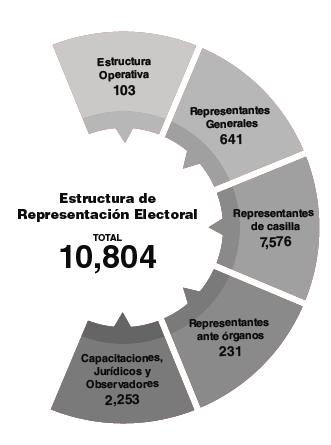 Estructura
Operativa
103
Representantes
Generales
641
Estructura de
Representación Electoral
TOTAL
10,804
Representantes
de casilla
7,576
Representantes
ante órganos
231
Capacitaciones,
Jurídicos y
Observadores
2,253